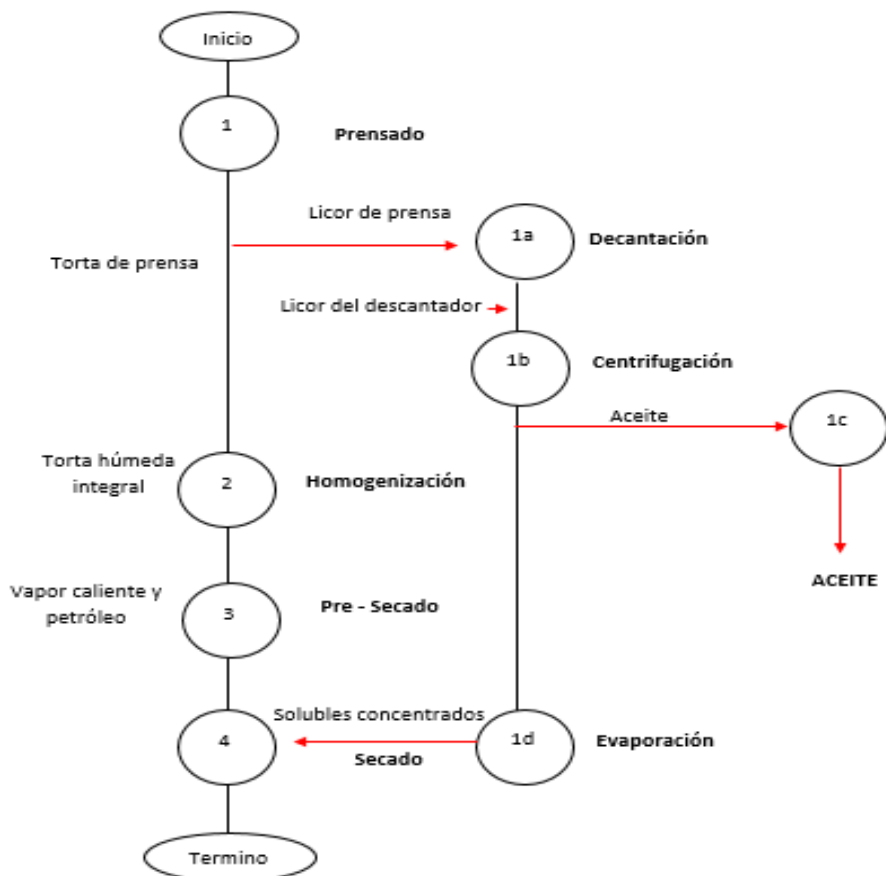 Inicio
1
Prensado
Licor de prensa
1a
Decantación
Torta de prensa
Licor del descantador
1b
Centrifugación
Aceite
1c
Torta húmeda
integral
2
Homogenización
ACEITE
Vapor caliente y
petróleo
3
Pre - Secado
Solubles concentrados
4
1d
Evaporación
Secado
Termino